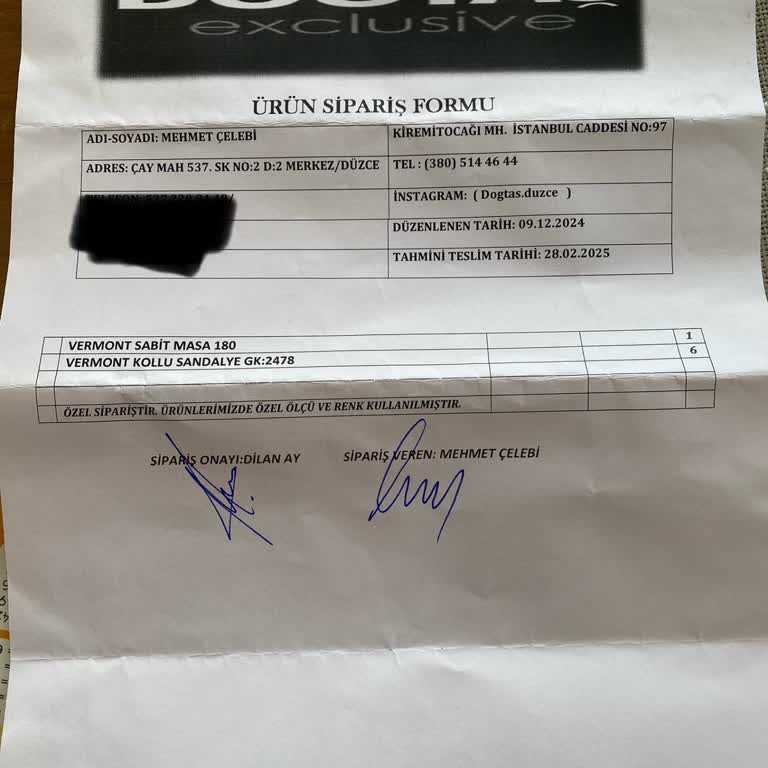 exclusive
ÜRÜN SİPARİŞ FORMU
ADI-SOYADI: MEHMET ÇELEBİ
KİREMİTOCAĞI MH. İSTANBUL CADDESİ NO:97
ADRES: ÇAY MAH 537. SK NO:2 D:2 MERKEZ/DÜZCE
TEL : (380) 514 46 44
İNSTAGRAM: ( Dogtas.duzce )
DÜZENLENEN TARİH: 09.12.2024
TAHMİNİ TESLİM TARİHİ: 28.02.2025
VERMONT SABİT MASA 180 1
VERMONT KOLLU SANDALYE GK:2478 6
ÖZEL SİPARİŞTİR. ÜRÜNLERİMİZDE ÖZEL ÖLÇÜ VE RENK KULLANILMIŞTIR.
SİPARİŞ ONAYI:DİLAN AY
SİPARİŞ VEREN: MEHMET ÇELEBİ